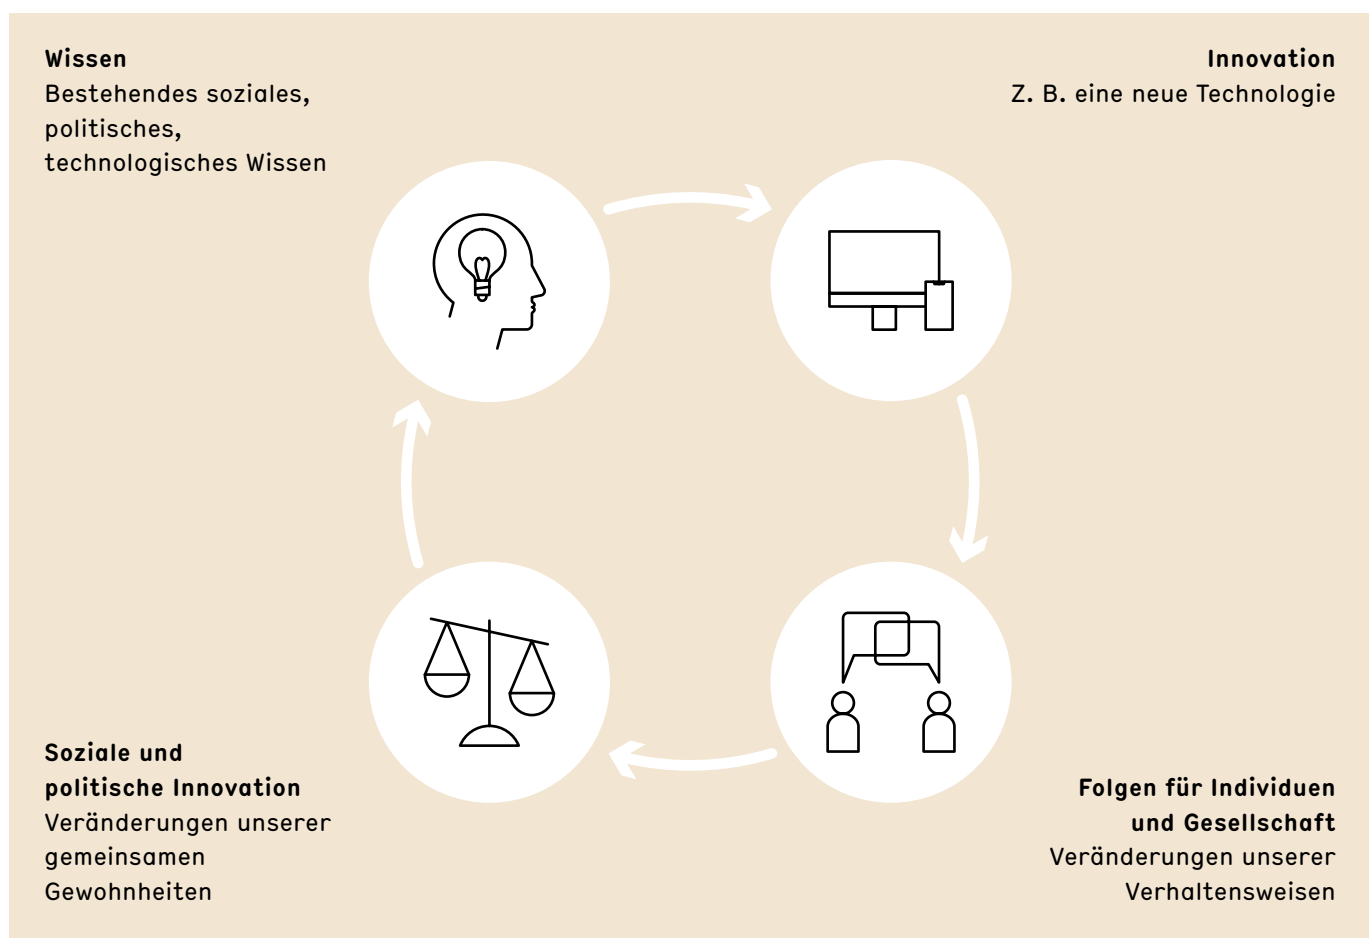 Wissen
Bestehendes soziales,
politisches,
technologisches Wissen
Innovation
Z. B. eine neue Technologie
Soziale und
politische Innovation
Veränderungen unserer
gemeinsamen
Gewohnheiten
Folgen für Individuen
und Gesellschaft
Veränderungen unserer
Verhaltensweisen